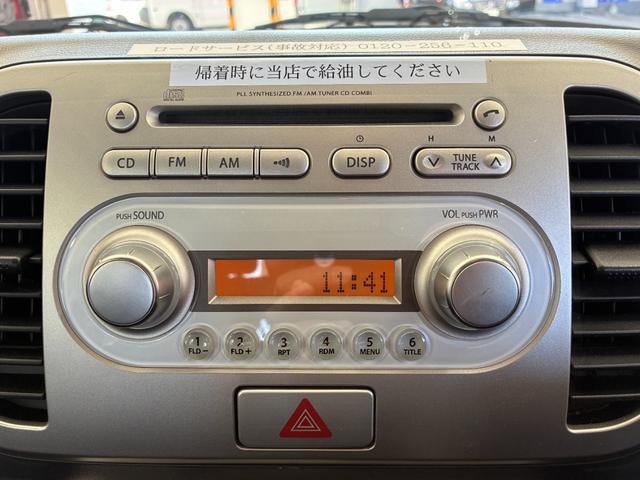 ロードサービス(事故対応) 0120-256-110
帰着時に当店で給油してください
PLL SYNTHESIZED FM /AM TUNER CD COMBI
CD FM AM DISP
H M
TUNE
TRACK
PUSH SOUND
VOL PUSH PWR
11:41
1 2 3 4 5 6
FLD- FLD+ RPT RDM MENU TITLE